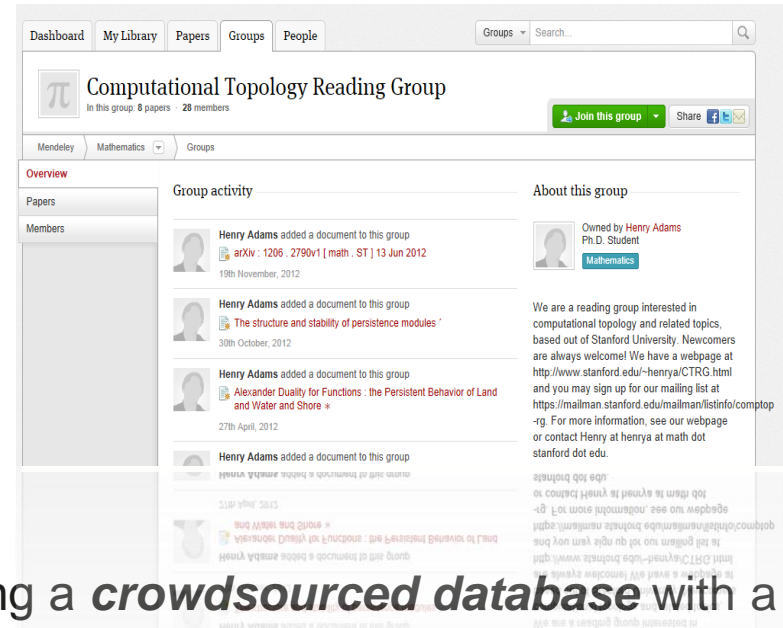 Dashboard My Library Papers Groups People Groups Search...
π Computational Topology Reading Group
In this group: 8 papers · 28 members
Join this group Share
Mendeley Mathematics Groups
Overview
Papers
Members
Group activity
Henry Adams added a document to this group
arXiv : 1206 . 2790v1 [ math . ST ] 13 Jun 2012
19th November, 2012
Henry Adams added a document to this group
The structure and stability of persistence modules ´
30th October, 2012
Henry Adams added a document to this group
Alexander Duality for Functions : the Persistent Behavior of Land
and Water and Shore ∗
27th April, 2012
Henry Adams added a document to this group
About this group
Owned by Henry Adams
Ph.D. Student
Mathematics
We are a reading group interested in
computational topology and related topics,
based out of Stanford University. Newcomers
are always welcome! We have a webpage at
http://www.stanford.edu/~henrya/CTRG.html
and you may sign up for our mailing list at
https://mailman.stanford.edu/mailman/listinfo/comptop
-rg. For more information, see our webpage
or contact Henry at henrya at math dot
stanford dot edu.
ng a crowdsourced database with a